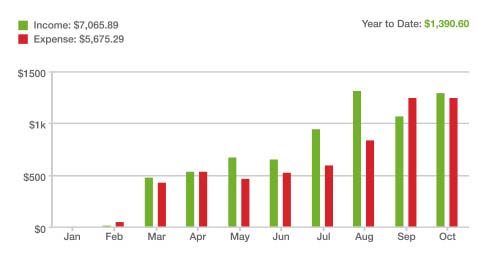 Income: $7,065.89
Year to Date: $1,390.60
Expense: $5,675.29
$1500
$1k
$500
$0
Jan Feb Mar Apr May Jun Jul Aug Sep Oct